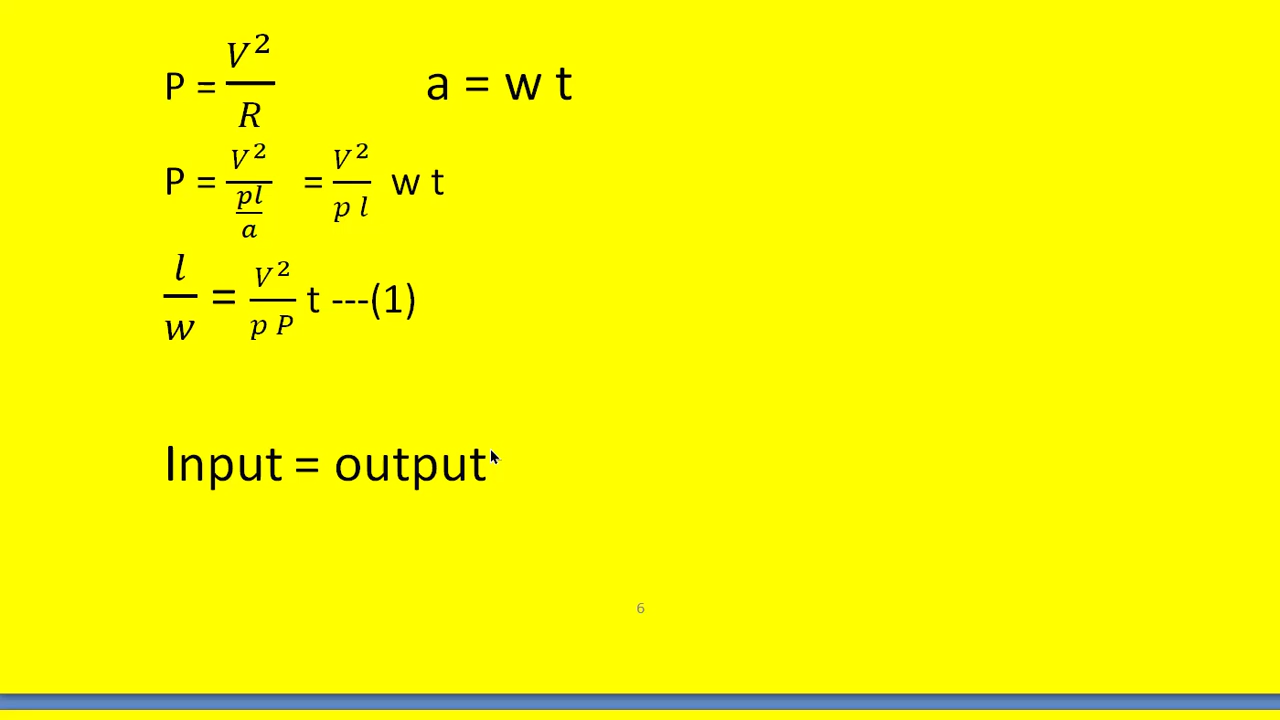 P = V²/R a = w t
P = V²/(pl/a) = V²/(p l) w t
l/w = V²/(p P) t ---(1)
Input = output
6